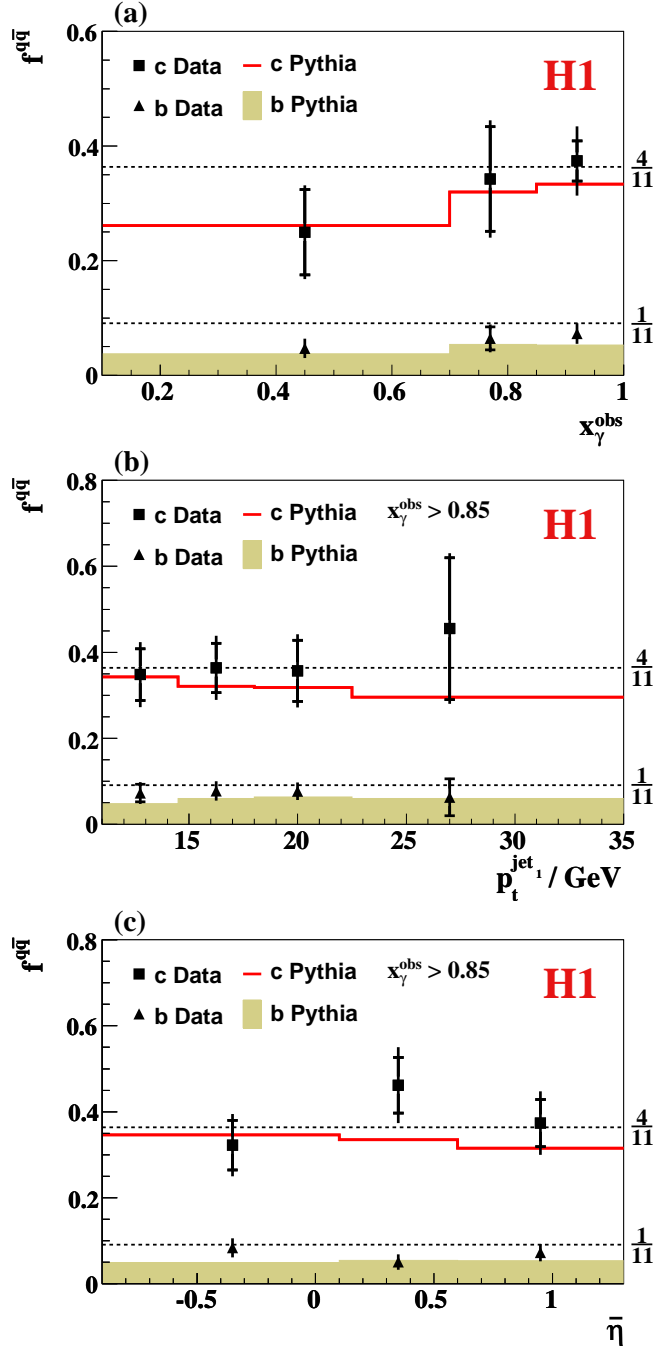 (a)
f^{qq̄}
0.6
■ c Data — c Pythia H1
▲ b Data b Pythia
0.4
4/11
0.2
1/11
0
0.2 0.4 0.6 0.8 1
x_γ^{obs}
(b)
f^{qq̄}
0.8
■ c Data — c Pythia x_γ^{obs} > 0.85 H1
▲ b Data b Pythia
0.6
0.4
4/11
0.2
1/11
0
15 20 25 30 35
p_t^{jet_1} / GeV
(c)
f^{qq̄}
0.8
■ c Data — c Pythia x_γ^{obs} > 0.85 H1
▲ b Data b Pythia
0.6
0.4
4/11
0.2
1/11
0
-0.5 0 0.5 1
η̄